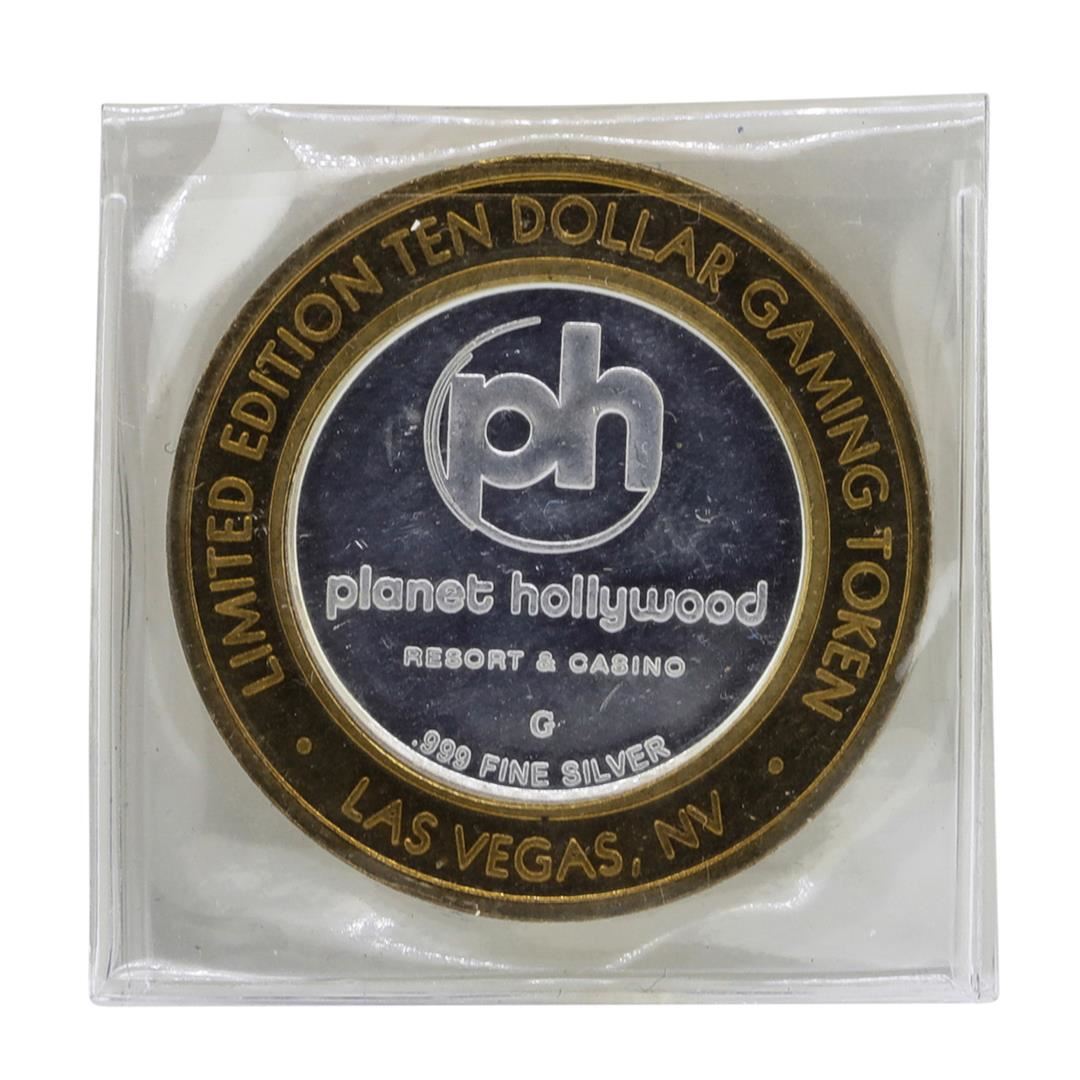 LIMITED EDITION TEN DOLLAR GAMING TOKEN
ph
planet hollywood
RESORT & CASINO
G
.999 FINE SILVER
• LAS VEGAS, NV •